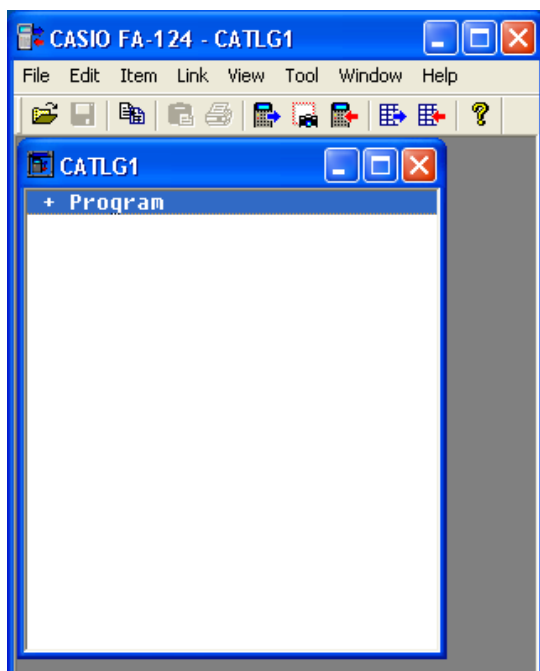 CASIO FA-124 - CATLG1
File Edit Item Link View Tool Window Help
CATLG1
+ Program